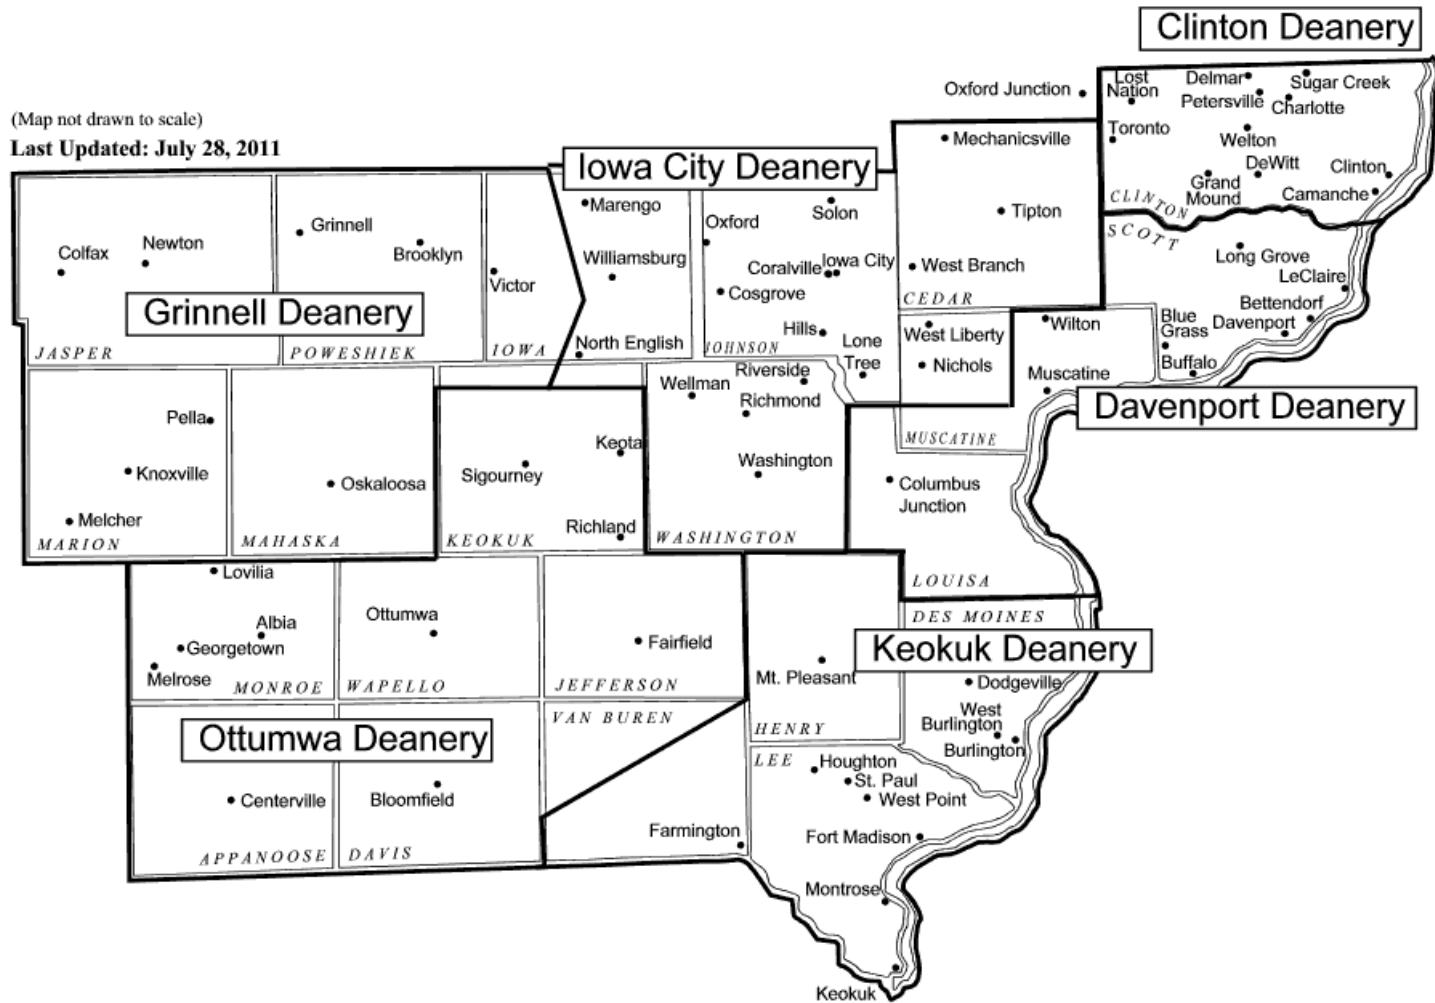 Clinton Deanery
Oxford Junction
Lost
Nation
Delmar
Sugar Creek
Petersville
Charlotte
Toronto
Welton
DeWitt
Clinton
Grand
Mound
Camanche
CLINTON
(Map not drawn to scale)
Last Updated: July 28, 2011
Iowa City Deanery
Mechanicsville
Marengo
Oxford
Solon
Tipton
SCOTT
Grinnell
Newton
Colfax
Brooklyn
Victor
Williamsburg
Coralville
Iowa City
Cosgrove
West Branch
CEDAR
Long Grove
LeClaire
Bettendorf
Blue
Grass
Davenport
Buffalo
Grinnell Deanery
JASPER
POWESHIEK
IOWA
North English
Hills
JOHNSON
Lone
Tree
West Liberty
Nichols
Wilton
Muscatine
Davenport Deanery
Wellman
Riverside
Richmond
MUSCATINE
Pella
Knoxville
Melcher
MARION
Oskaloosa
MAHASKA
Sigourney
Keota
Richland
KEOKUK
Washington
WASHINGTON
Columbus
Junction
LOUISA
Lovilia
Albia
Georgetown
Melrose
MONROE
Ottumwa
WAPELLO
Fairfield
JEFFERSON
DES MOINES
Keokuk Deanery
Mt. Pleasant
Dodgeville
West
Burlington
Burlington
HENRY
Ottumwa Deanery
VAN BUREN
LEE
Houghton
St. Paul
West Point
Centerville
Bloomfield
APPANOOSE
DAVIS
Farmington
Fort Madison
Montrose
Keokuk